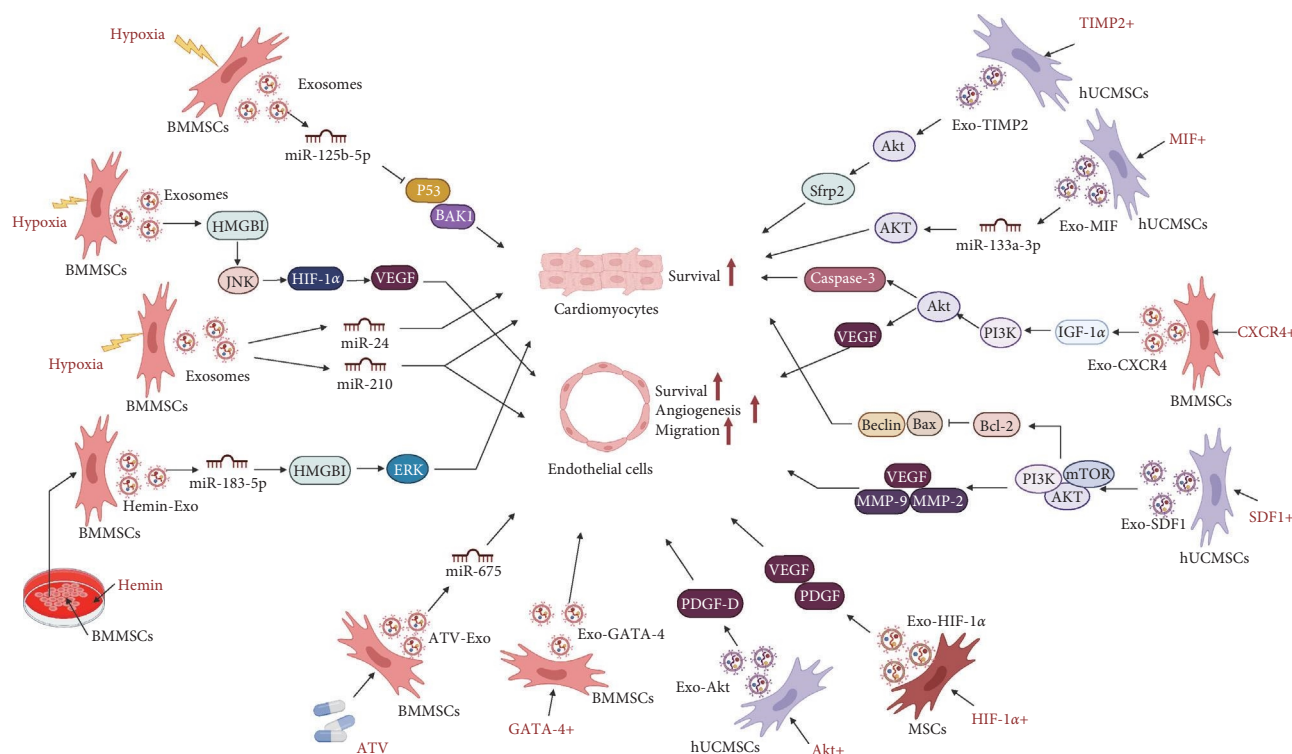 Hypoxia
Exosomes
BMMSCs
miR-125b-5p
P53
BAK1
Hypoxia
Exosomes
BMMSCs
HMGBI
JNK
HIF-1α
VEGF
Hypoxia
Exosomes
BMMSCs
miR-24
miR-210
BMMSCs
Hemin-Exo
miR-183-5p
HMGBI
ERK
Hemin
BMMSCs
Cardiomyocytes
Survival
Survival
Angiogenesis
Migration
Endothelial cells
TIMP2+
hUCMSCs
Exo-TIMP2
Akt
Sfrp2
MIF+
hUCMSCs
Exo-MIF
miR-133a-3p
AKT
CXCR4+
BMMSCs
Exo-CXCR4
IGF-1α
PI3K
Akt
Caspase-3
VEGF
SDF1+
hUCMSCs
Exo-SDF1
PI3K
mTOR
AKT
Bcl-2
Bax
Beclin
VEGF
MMP-9
MMP-2
ATV
BMMSCs
ATV-Exo
miR-675
GATA-4+
BMMSCs
Exo-GATA-4
Akt+
hUCMSCs
Exo-Akt
PDGF-D
HIF-1α+
MSCs
Exo-HIF-1α
VEGF
PDGF